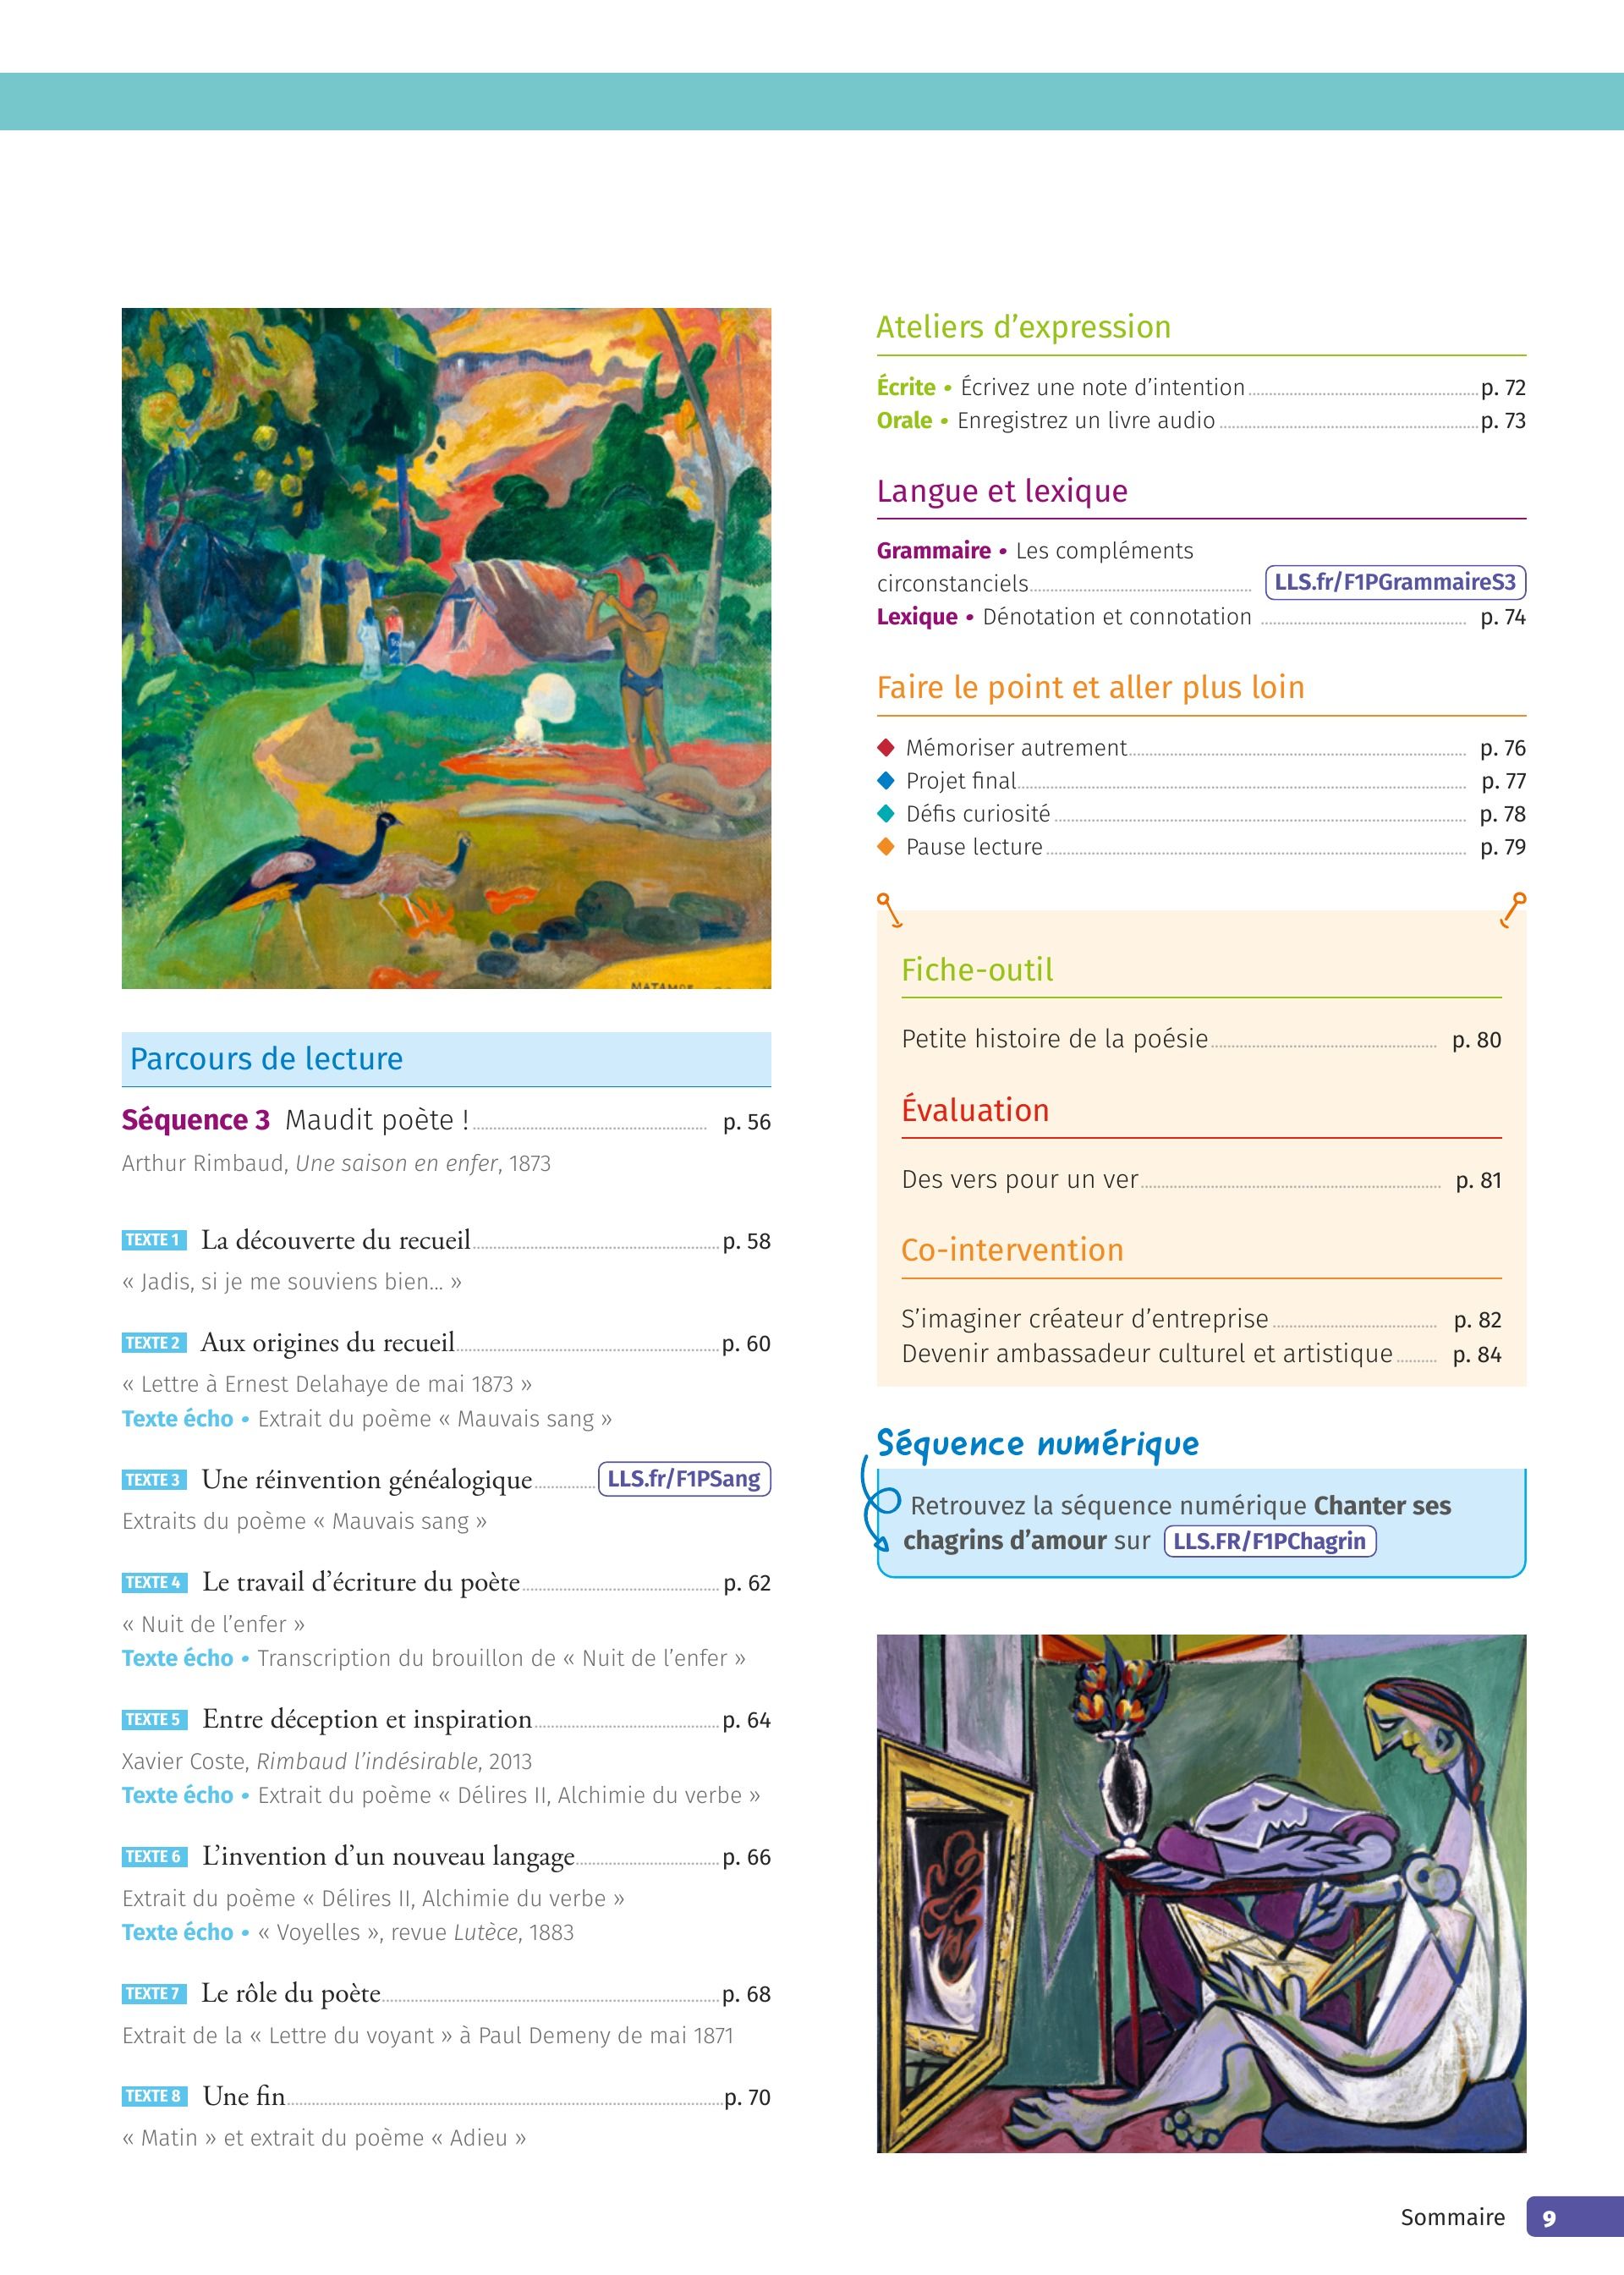 MATAMOE
Parcours de lecture
Séquence 3 Maudit poète ! p. 56
Arthur Rimbaud, Une saison en enfer, 1873
TEXTE 1 La découverte du recueil p. 58
« Jadis, si je me souviens bien... »
TEXTE 2 Aux origines du recueil p. 60
« Lettre à Ernest Delahaye de mai 1873 »
Texte écho • Extrait du poème « Mauvais sang »
TEXTE 3 Une réinvention généalogique LLS.fr/F1PSang
Extraits du poème « Mauvais sang »
TEXTE 4 Le travail d’écriture du poète p. 62
« Nuit de l’enfer »
Texte écho • Transcription du brouillon de « Nuit de l’enfer »
TEXTE 5 Entre déception et inspiration p. 64
Xavier Coste, Rimbaud l’indésirable, 2013
Texte écho • Extrait du poème « Délires II, Alchimie du verbe »
TEXTE 6 L’invention d’un nouveau langage p. 66
Extrait du poème « Délires II, Alchimie du verbe »
Texte écho • « Voyelles », revue Lutèce, 1883
TEXTE 7 Le rôle du poète p. 68
Extrait de la « Lettre du voyant » à Paul Demeny de mai 1871
TEXTE 8 Une fin p. 70
« Matin » et extrait du poème « Adieu »
Ateliers d’expression
Écrite • Écrivez une note d’intention p. 72
Orale • Enregistrez un livre audio p. 73
Langue et lexique
Grammaire • Les compléments
circonstanciels LLS.fr/F1PGrammaireS3
Lexique • Dénotation et connotation p. 74
Faire le point et aller plus loin
Mémoriser autrement p. 76
Projet final p. 77
Défis curiosité p. 78
Pause lecture p. 79
Fiche-outil
Petite histoire de la poésie p. 80
Évaluation
Des vers pour un ver p. 81
Co-intervention
S’imaginer créateur d’entreprise p. 82
Devenir ambassadeur culturel et artistique p. 84
Séquence numérique
Retrouvez la séquence numérique Chanter ses
chagrins d’amour sur LLS.FR/F1PChagrin
Sommaire 9